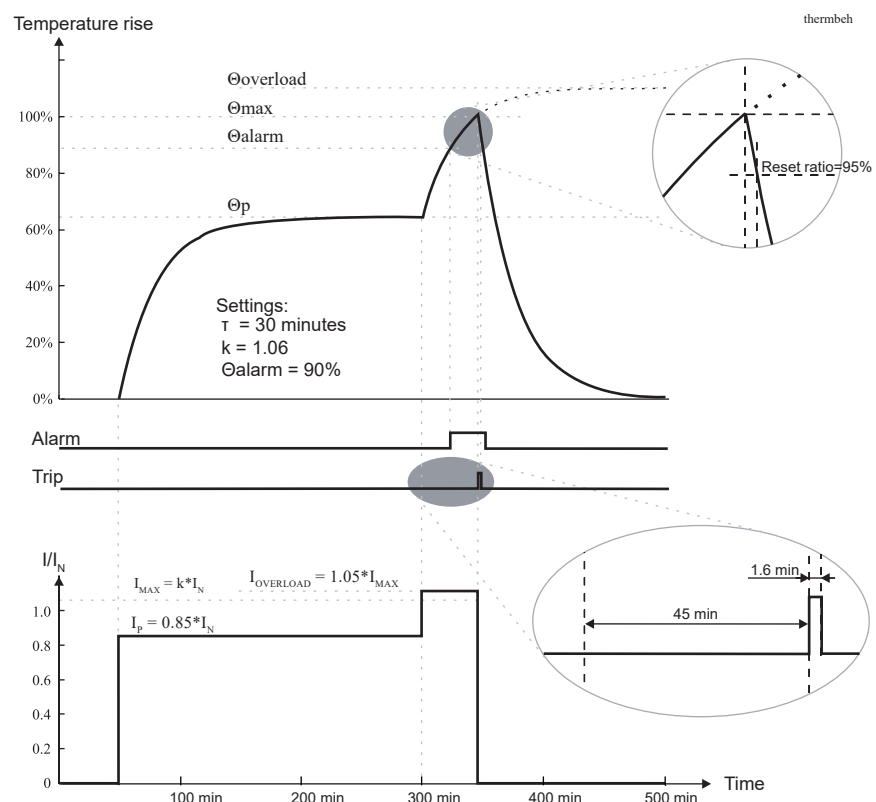 Temperature rise
thermbeh
Θoverload
Θmax
100%
Θalarm
80%
Reset ratio=95%
Θp
60%
40%
Settings:
τ = 30 minutes
k = 1.06
Θalarm = 90%
20%
0%
Alarm
Trip
I/IN
IMAX = k*IN
IOVERLOAD = 1.05*IMAX
1.6 min
1.0
IP = 0.85*IN
45 min
0.8
0.6
0.4
0.2
0
Time
100 min 200 min 300 min 400 min 500 min